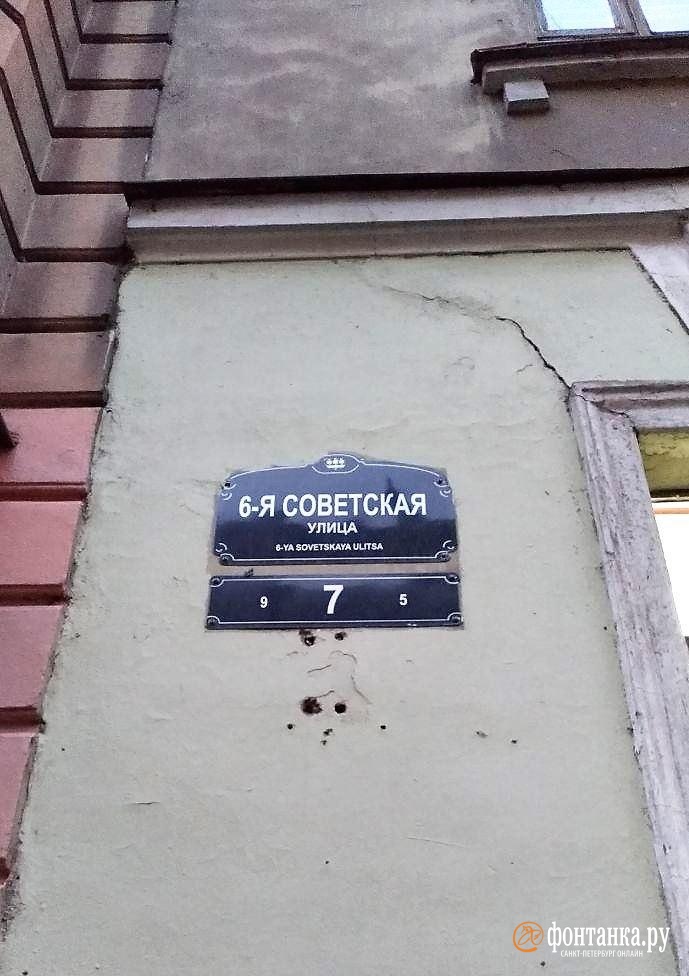 6-Я СОВЕТСКАЯ
УЛИЦА
6-YA SOVETSKAYA ULITSA
9 7 5
фонтанка.ру
САНКТ-ПЕТЕРБУРГ ОНЛАЙН